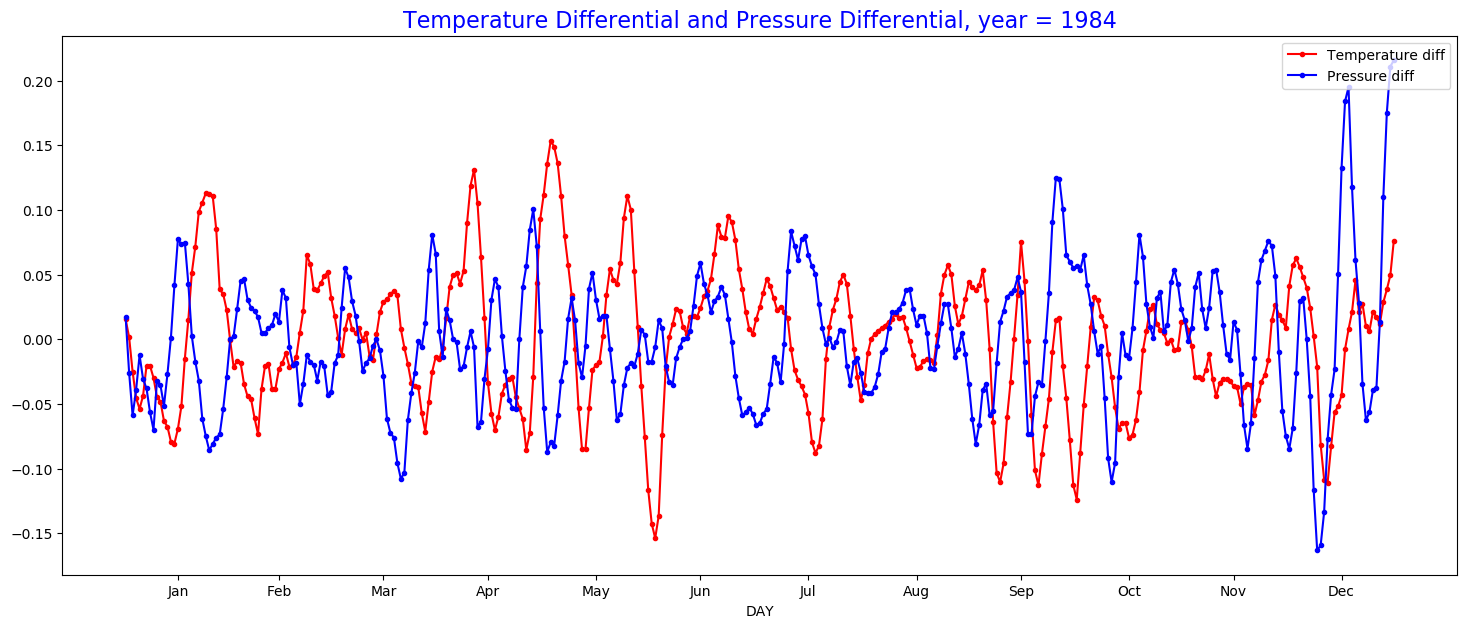 Temperature Differential and Pressure Differential, year = 1984
Temperature diff
Pressure diff
0.20
0.15
0.10
0.05
0.00
−0.05
−0.10
−0.15
Jan Feb Mar Apr May Jun Jul Aug Sep Oct Nov Dec
DAY